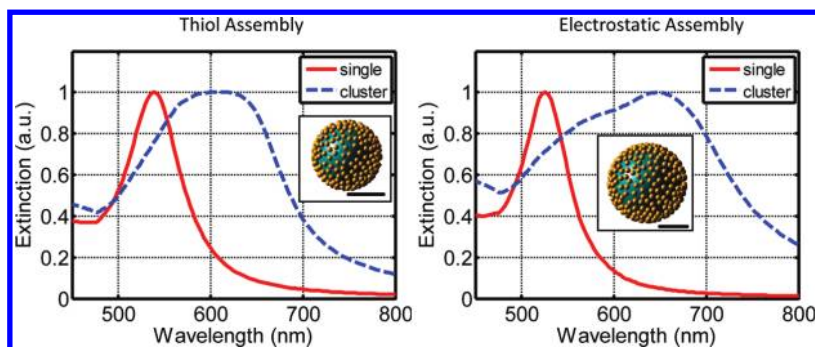 Thiol Assembly
Extinction (a.u.)
1
0.8
0.6
0.4
0.2
0
500 600 700 800
Wavelength (nm)
single
cluster
Electrostatic Assembly
Extinction (a.u.)
1
0.8
0.6
0.4
0.2
0
500 600 700 800
Wavelength (nm)
single
cluster